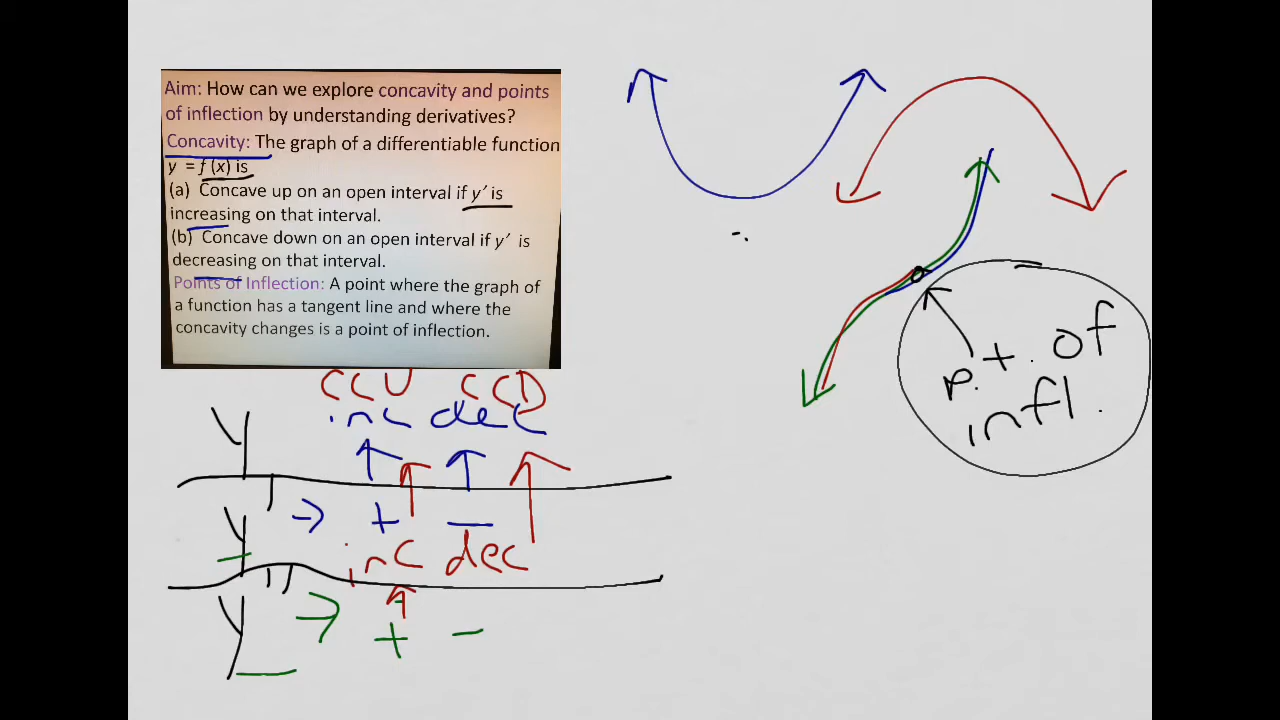 Aim: How can we explore concavity and points
of inflection by understanding derivatives?
Concavity: The graph of a differentiable function
y = f (x) is
(a) Concave up on an open interval if y′ is
increasing on that interval.
(b) Concave down on an open interval if y′ is
decreasing on that interval.
Points of Inflection: A point where the graph of
a function has a tangent line and where the
concavity changes is a point of inflection.
p.t. of
infl.
CCU CCD
inc dec
y
y' → + −
inc dec
y'' → + −